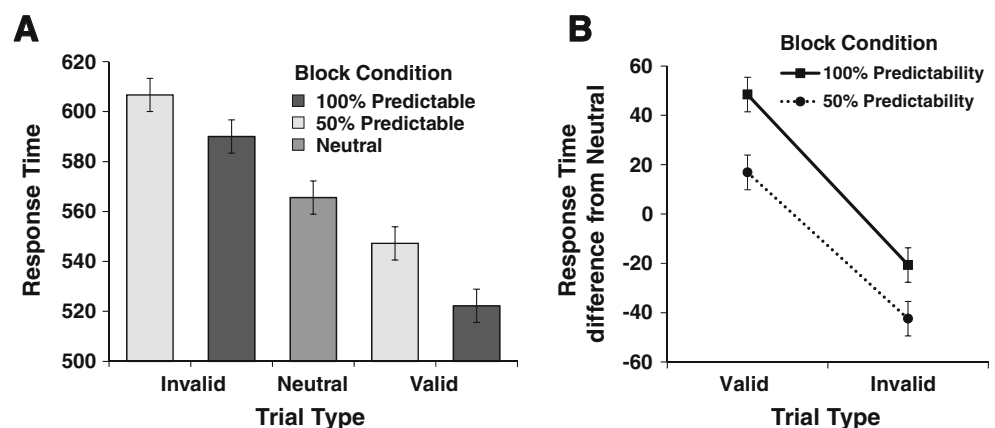 A
Block Condition
100% Predictable
50% Predictable
Neutral
Response Time
620
600
580
560
540
520
500
Invalid Neutral Valid
Trial Type
B
Block Condition
100% Predictability
50% Predictability
Response Time
difference from Neutral
60
40
20
0
-20
-40
-60
Valid Invalid
Trial Type